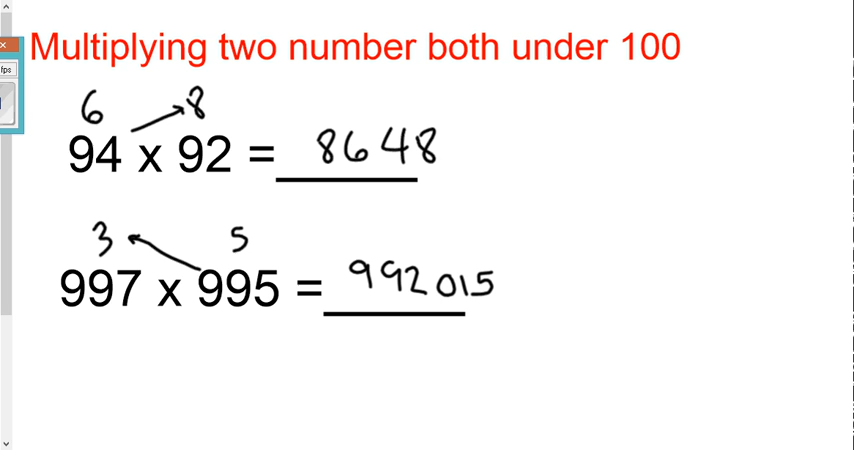 Multiplying two number both under 100
fps
6 8
94 x 92 = 8648
3 5
997 x 995 = 992015